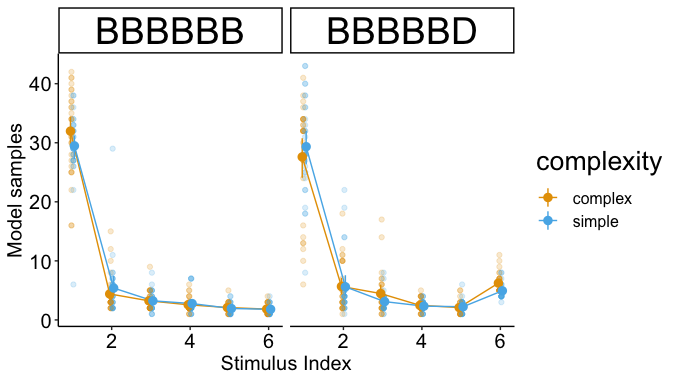 BBBBBB BBBBBD
40
30
20
10
0
2 4 6 2 4 6
Model samples
Stimulus Index
complexity
complex
simple